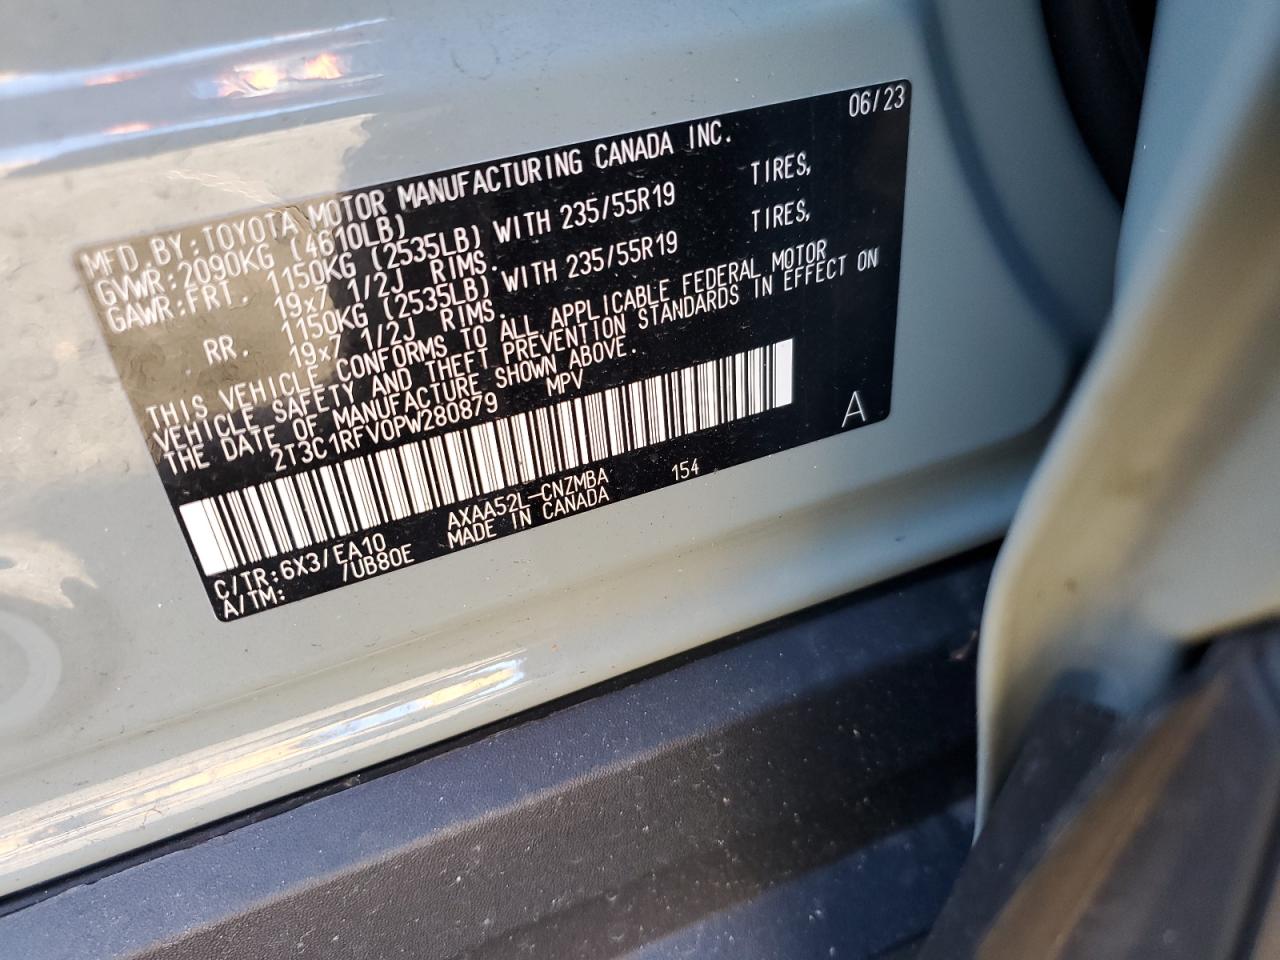 06/23
MFD.BY:TOYOTA MOTOR MANUFACTURING CANADA INC.
GVWR:2090KG (4610LB)
GAWR:FRT. 1150KG (2535LB) WITH 235/55R19 TIRES,
19x7 1/2J RIMS.
RR. 1150KG (2535LB) WITH 235/55R19 TIRES,
19x7 1/2J RIMS.
THIS VEHICLE CONFORMS TO ALL APPLICABLE FEDERAL MOTOR
VEHICLE SAFETY AND THEFT PREVENTION STANDARDS IN EFFECT ON
THE DATE OF MANUFACTURE SHOWN ABOVE.
2T3C1RFV0PW280879 MPV
A
C/TR:6X3/EA10 AXAA52L-CNZMBA 154
A/TM: /UB80E MADE IN CANADA